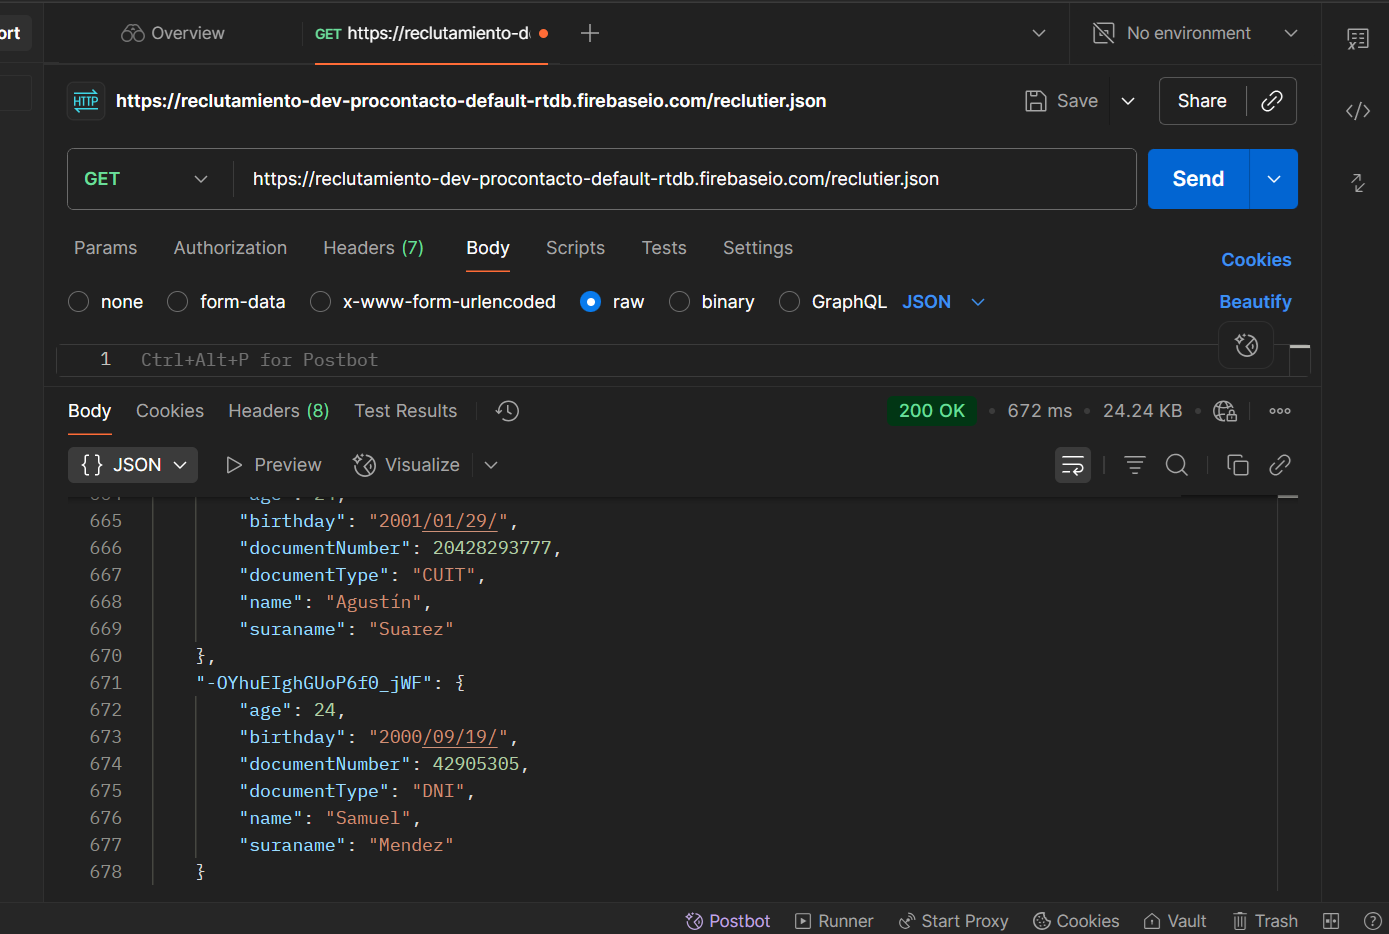 ort
Overview
GET https://reclutamiento-d
No environment
HTTP
https://reclutamiento-dev-procontacto-default-rtdb.firebaseio.com/reclutier.json
Save
Share
GET
https://reclutamiento-dev-procontacto-default-rtdb.firebaseio.com/reclutier.json
Send
Params Authorization Headers (7) Body Scripts Tests Settings
Cookies
none form-data x-www-form-urlencoded raw binary GraphQL JSON
Beautify
1 Ctrl+Alt+P for Postbot
Body Cookies Headers (8) Test Results
200 OK • 672 ms • 24.24 KB •
{} JSON Preview Visualize
664 "age": 24,
665 "birthday": "2001/01/29/",
666 "documentNumber": 20428293777,
667 "documentType": "CUIT",
668 "name": "Agustín",
669 "suraname": "Suarez"
670 },
671 "-OYhuEIghGUoP6f0_jWF": {
672 "age": 24,
673 "birthday": "2000/09/19/",
674 "documentNumber": 42905305,
675 "documentType": "DNI",
676 "name": "Samuel",
677 "suraname": "Mendez"
678 }
Postbot Runner Start Proxy Cookies Vault Trash